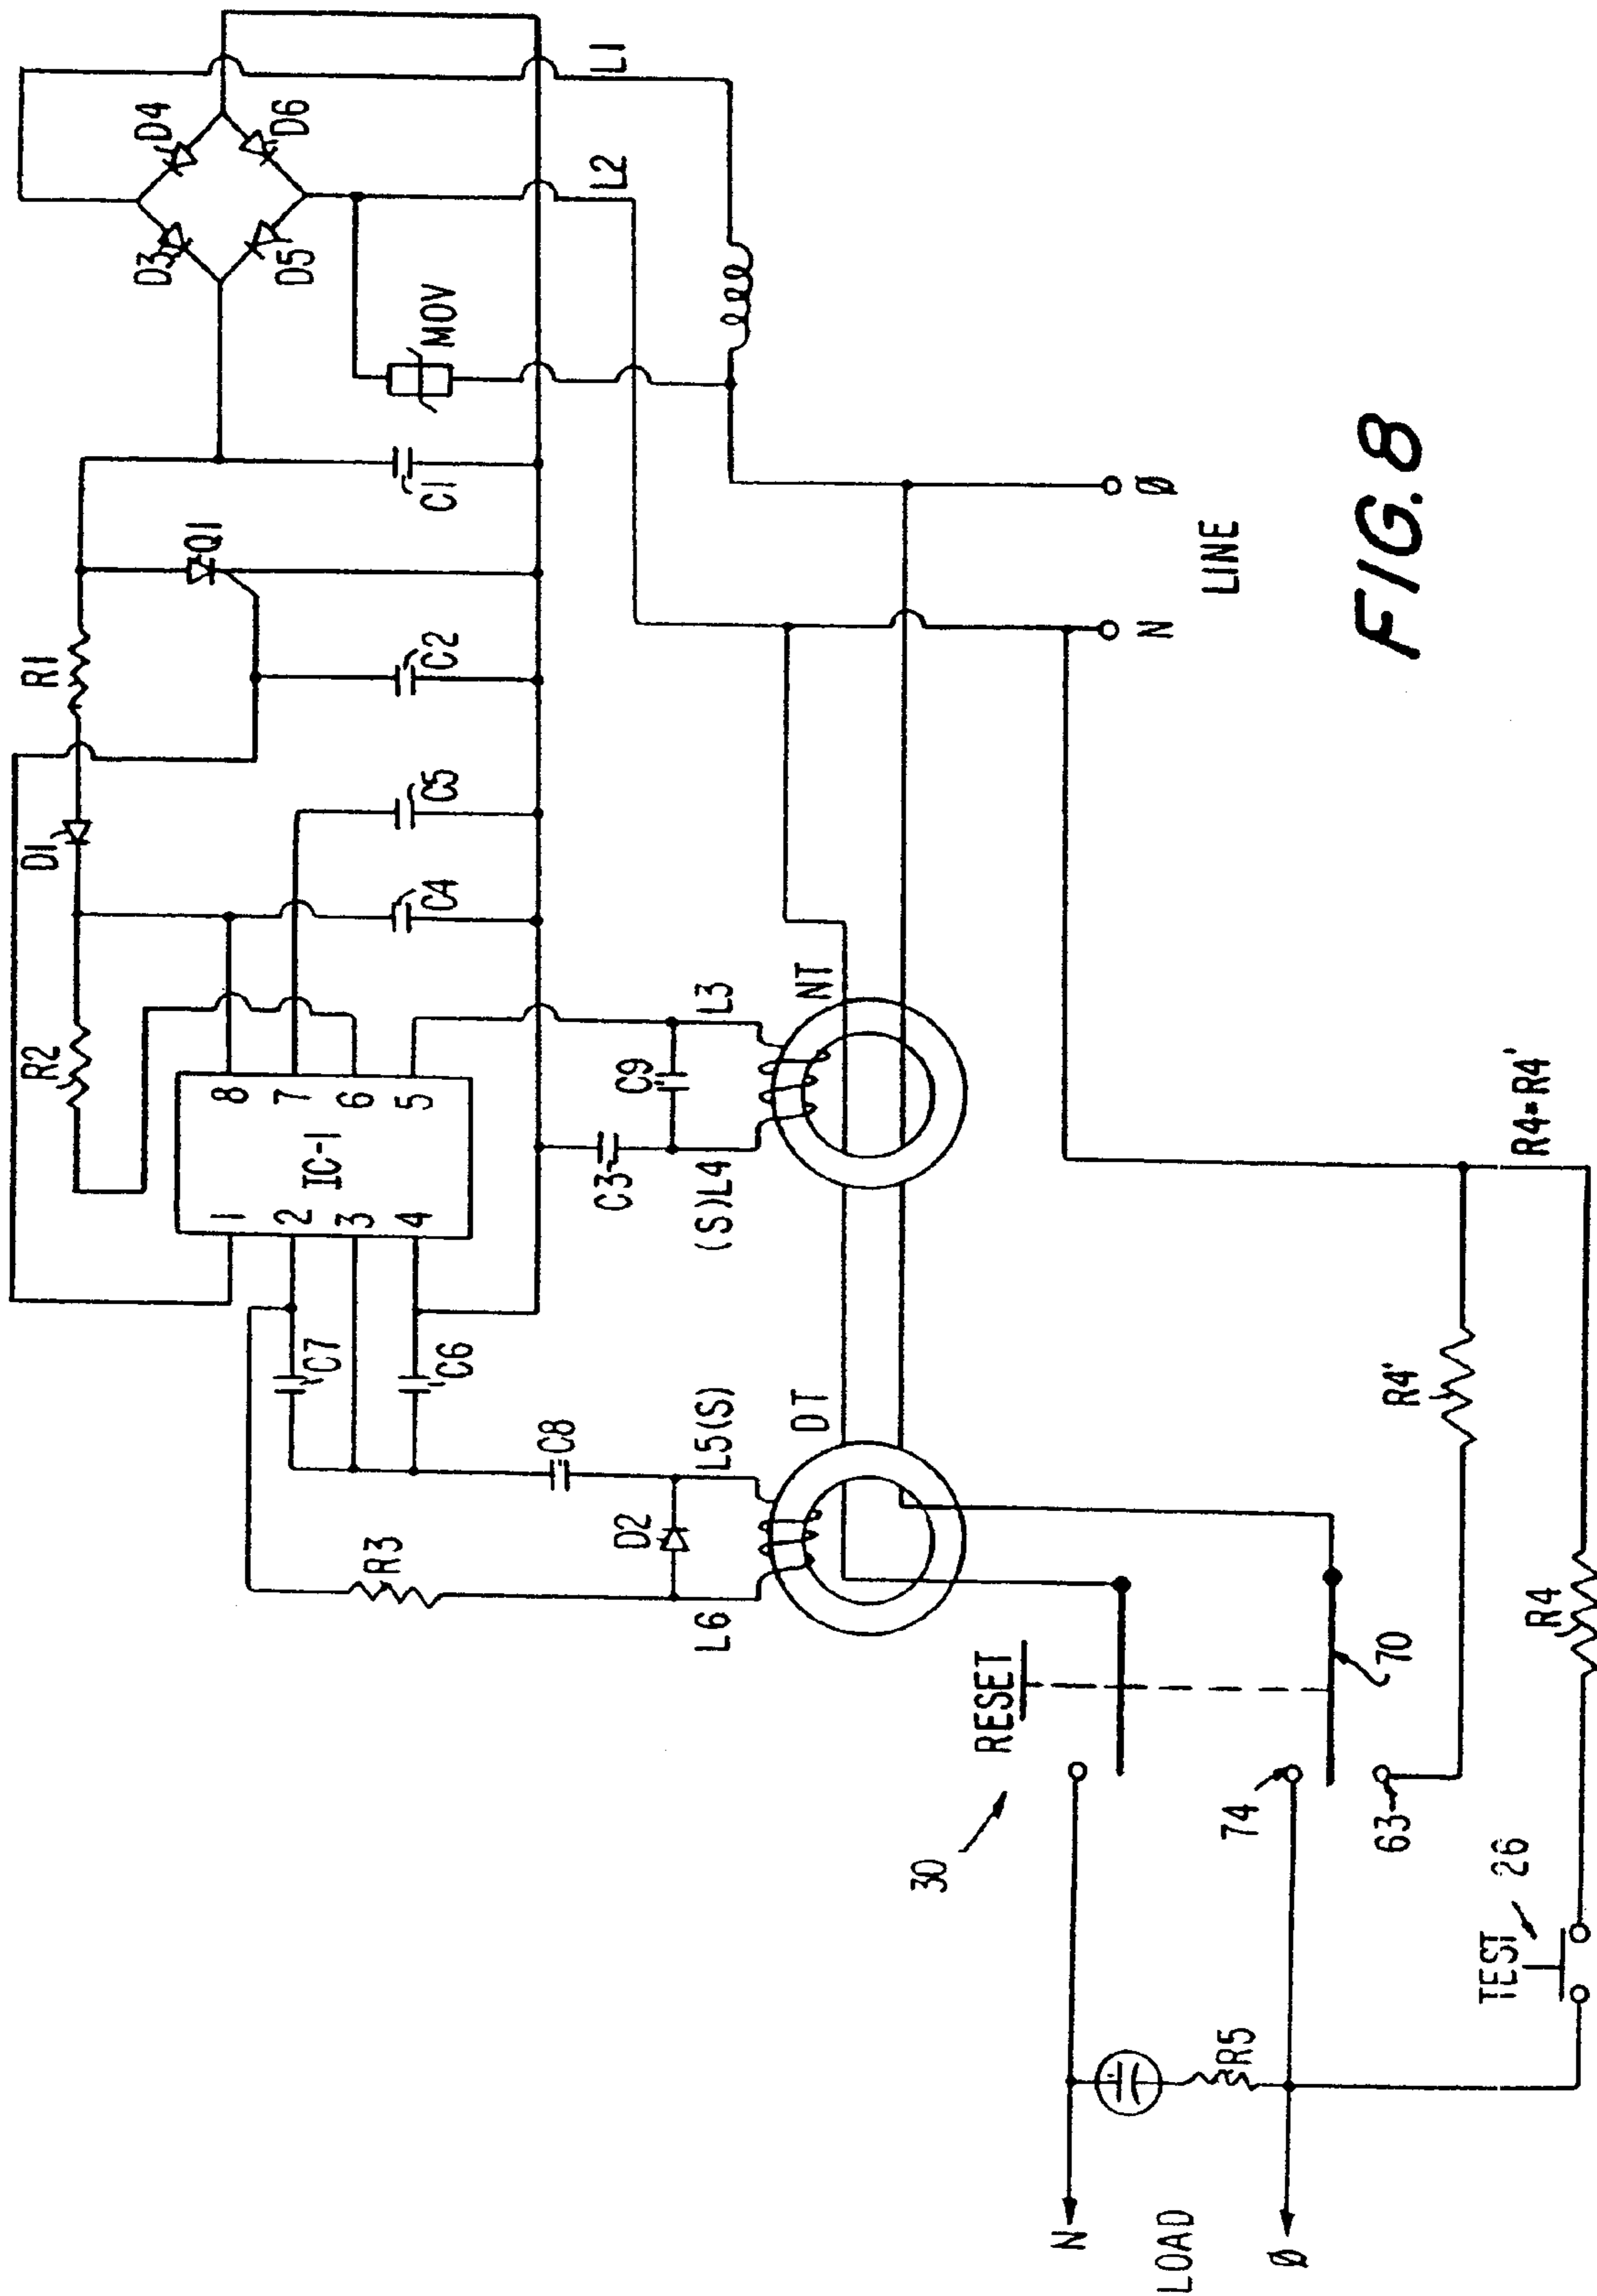 D4
D6
D3
D5
L1
L2
MOV
C1
Q1
R1
C2
D1
C5
C4
R2
8
7
6
5
IC-1
1
2
3
4
C7
C6
R3
C8
D2
L5(S)
L6
DT
C9
C3
L3
(S)L4
NT
Ø
N
LINE
R4=R4'
R4'
R4
RESET
70
74
63
30
TEST
26
R5
N
LOAD
Ø
FIG. 8